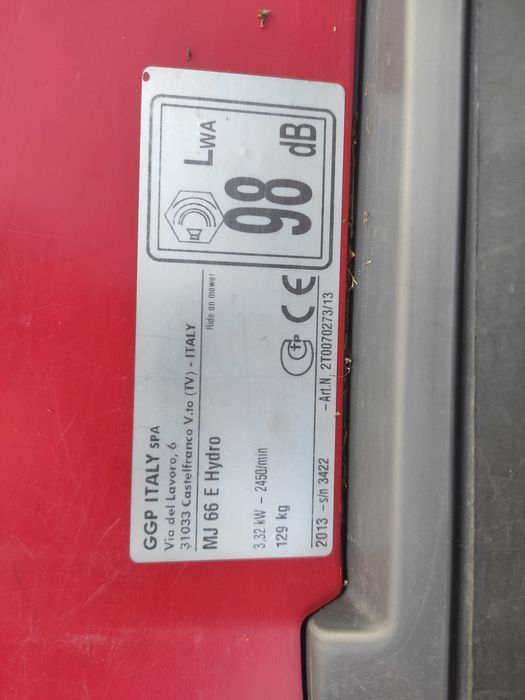 GGP ITALY SPA
Via del Lavoro, 6
31033 Castelfranco V.to (TV) - ITALY
MJ 66 E Hydro
Ride on mower
3,32 kW - 2450/min
129 kg
2013 - s/n 3422
- Art.N. 2T0070273/13
LWA
98
dB
CE